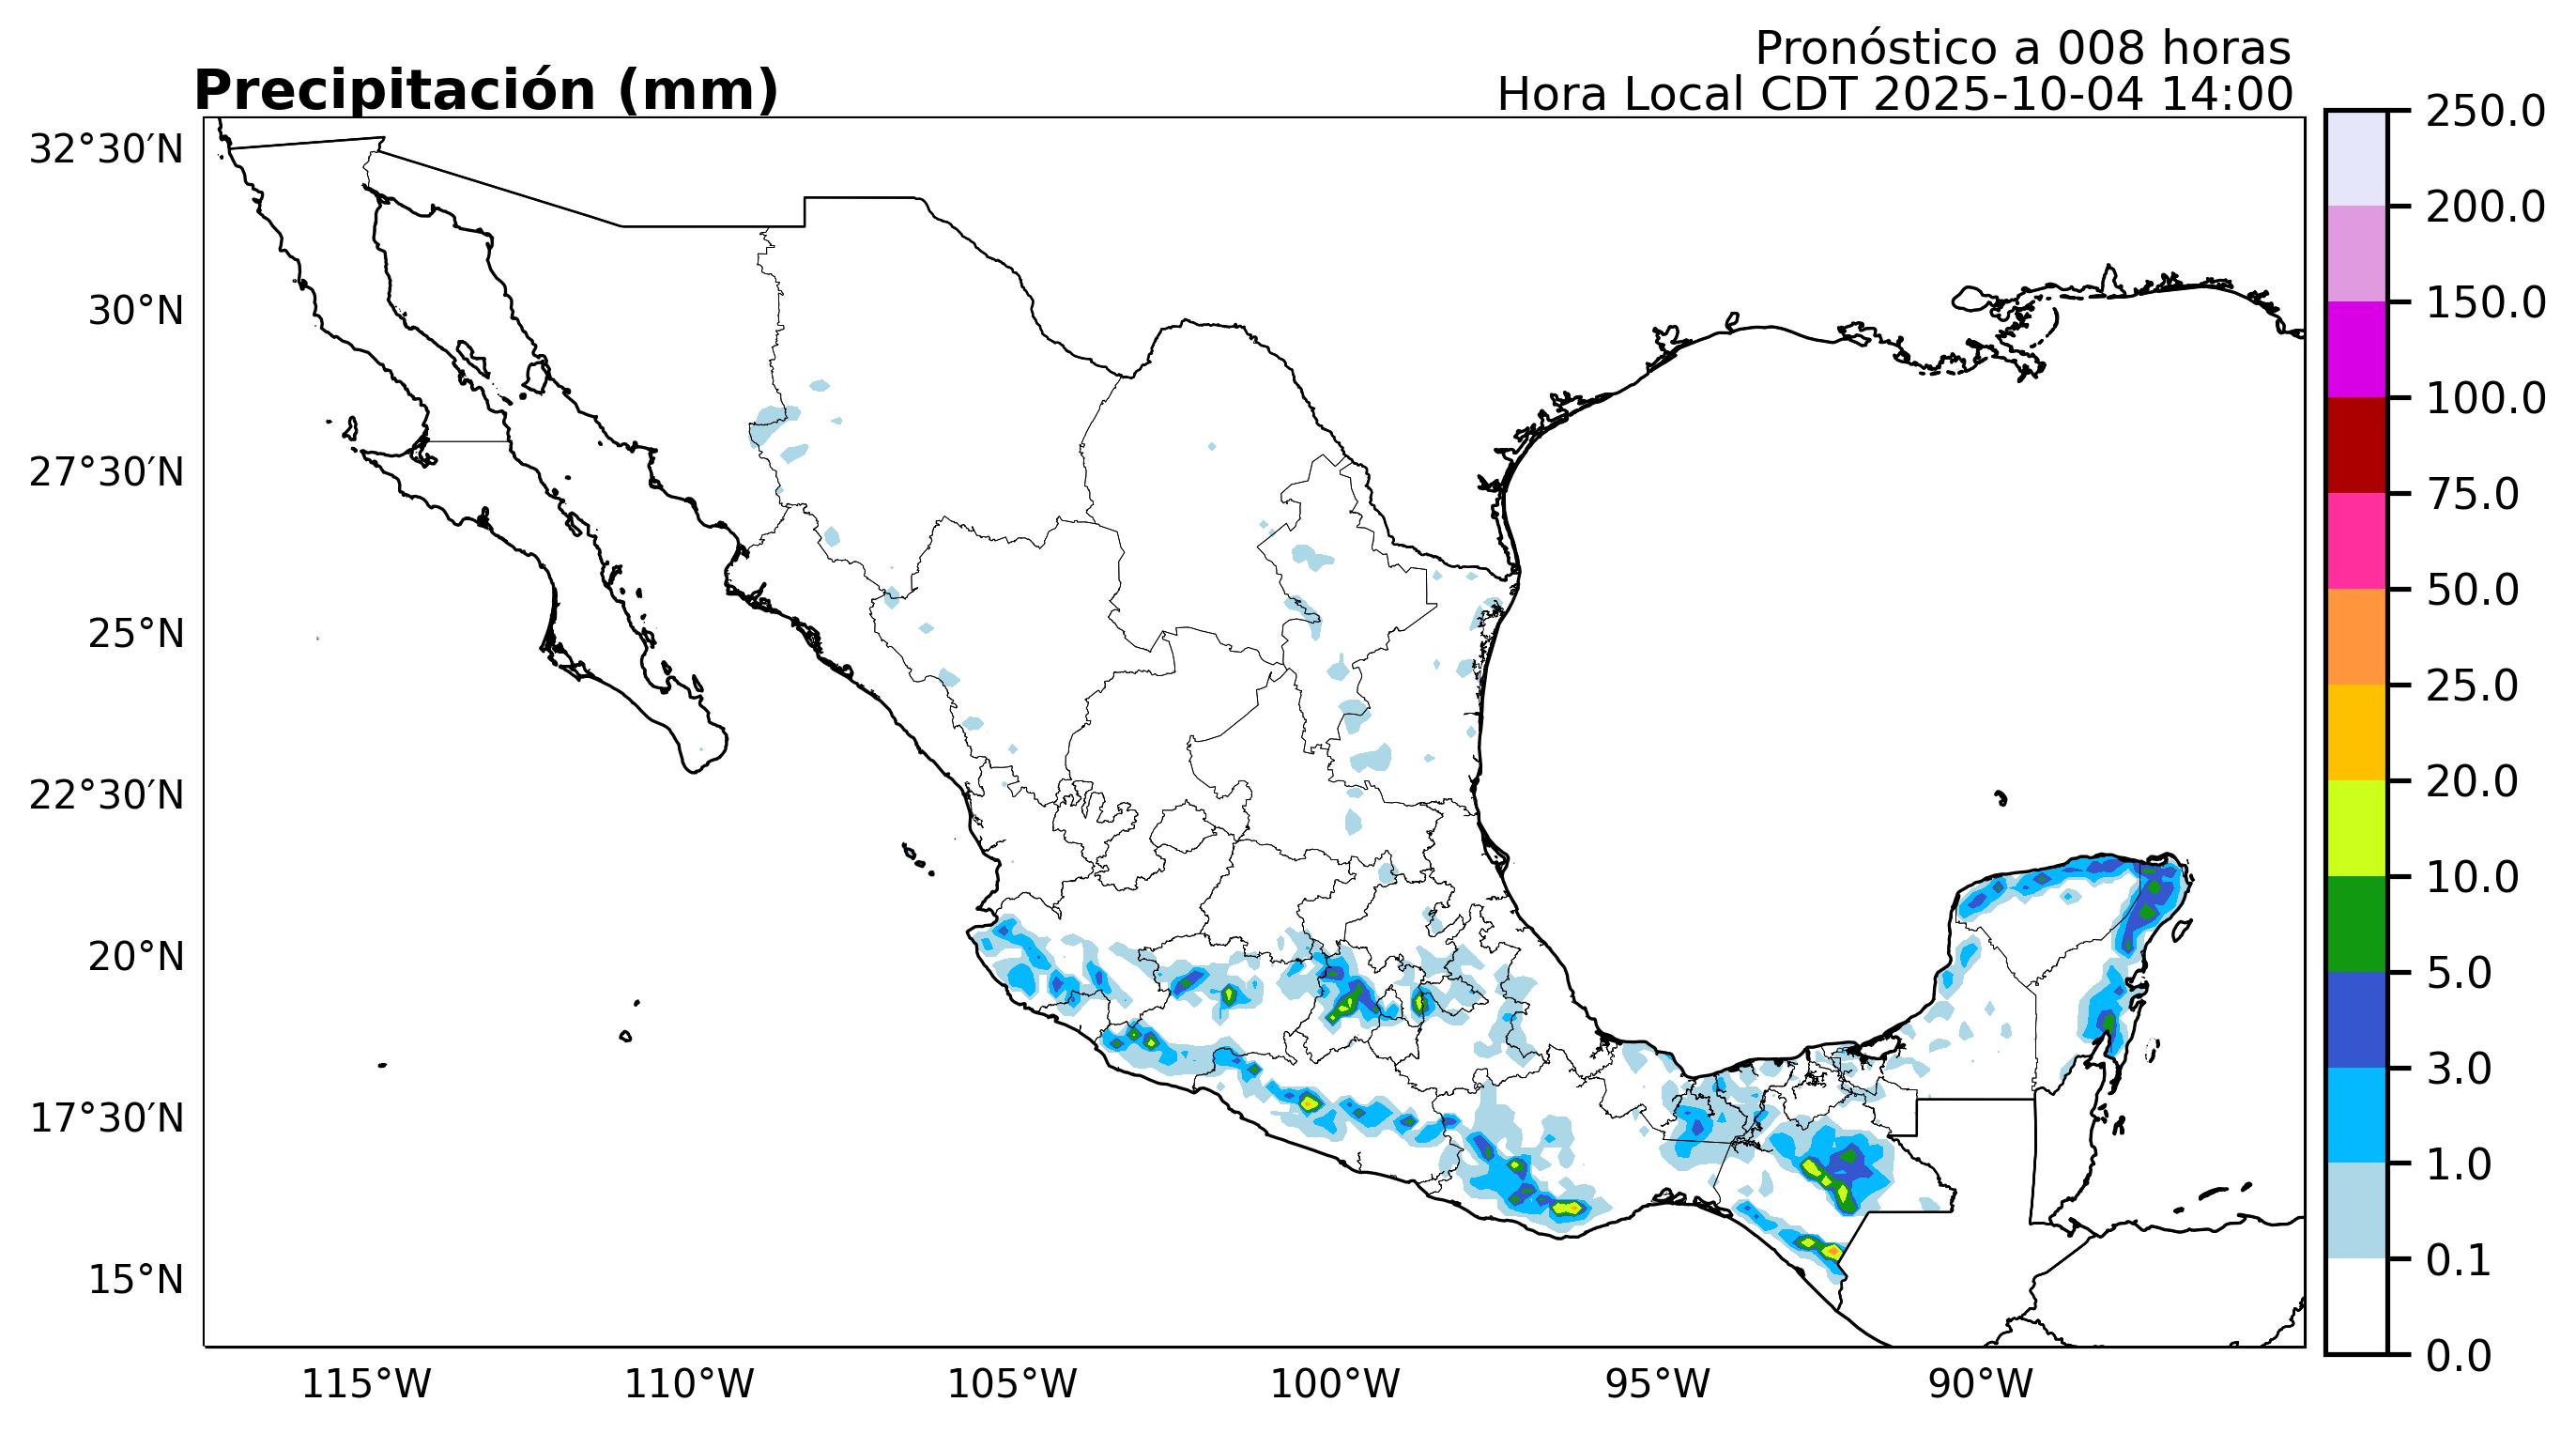 Pronóstico a 008 horas
Precipitación (mm)
Hora Local CDT 2025-10-04 14:00
32°30′N
30°N
27°30′N
25°N
22°30′N
20°N
17°30′N
15°N
115°W
110°W
105°W
100°W
95°W
90°W
250.0
200.0
150.0
100.0
75.0
50.0
25.0
20.0
10.0
5.0
3.0
1.0
0.1
0.0